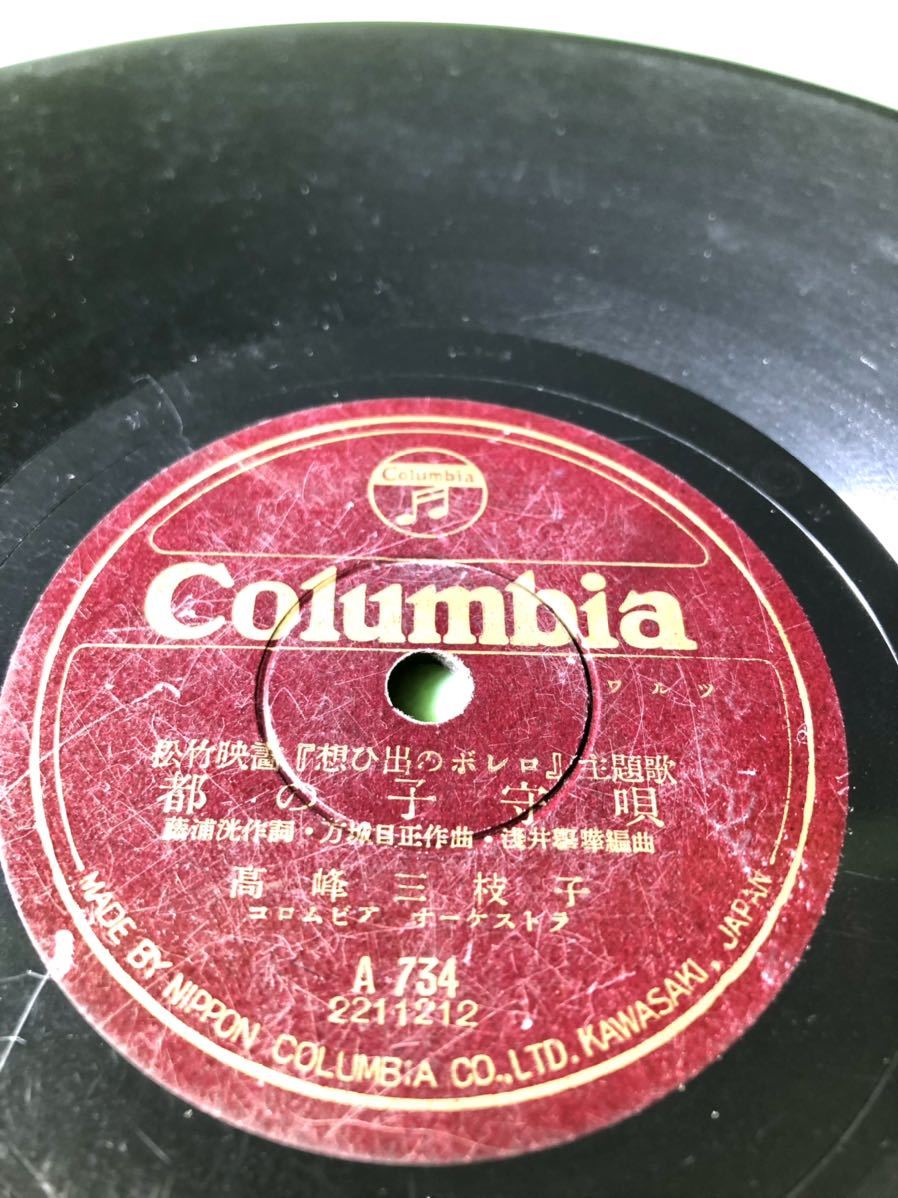 Columbia
Columbia
ワルツ
松竹映畫『想ひ出のボレロ』主題歌
都の子守唄
藤浦洸作詞・万城目正作曲・浅井挙曄編曲
高峰三枝子
コロムビア オーケストラ
A 734
2211212
MADE BY NIPPON COLUMBIA CO., LTD. KAWASAKI, JAPAN